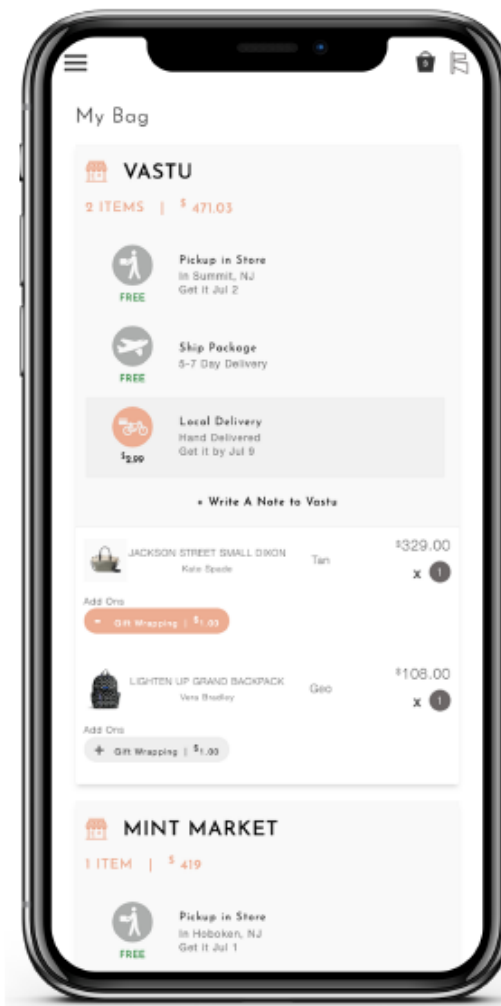 My Bag
VASTU
2 ITEMS | $ 471.03
Pickup in Store
In Summit, NJ
Get it Jul 2
FREE
Ship Package
5-7 Day Delivery
FREE
Local Delivery
Hand Delivered
Get it by Jul 9
$2.99
+ Write A Note to Vastu
JACKSON STREET SMALL DIXON
Kate Spade
Tan
$329.00
x 1
Add Ons
- Gift Wrapping | $1.00
LIGHTEN UP GRAND BACKPACK
Vera Bradley
Geo
$108.00
x 1
Add Ons
+ Gift Wrapping | $1.00
MINT MARKET
1 ITEM | $ 419
Pickup in Store
In Hoboken, NJ
Get it Jul 1
FREE